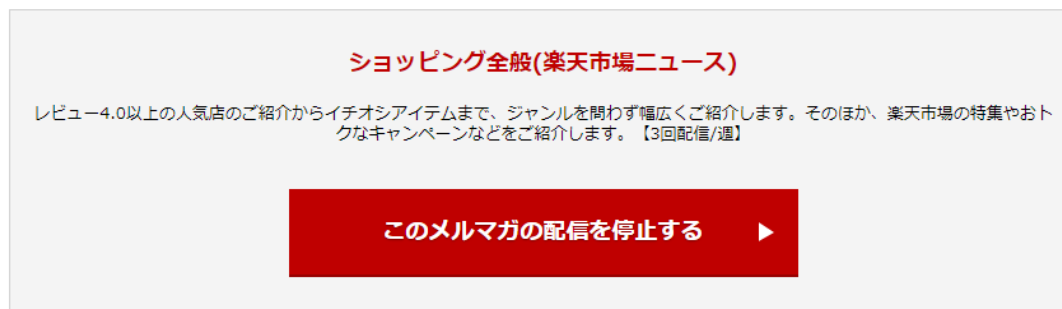 ショッピング全般(楽天市場ニュース)
レビュー4.0以上の人気店のご紹介からイチオシアイテムまで、ジャンルを問わず幅広くご紹介します。そのほか、楽天市場の特集やおト
クなキャンペーンなどをご紹介します。【3回配信/週】
このメルマガの配信を停止する